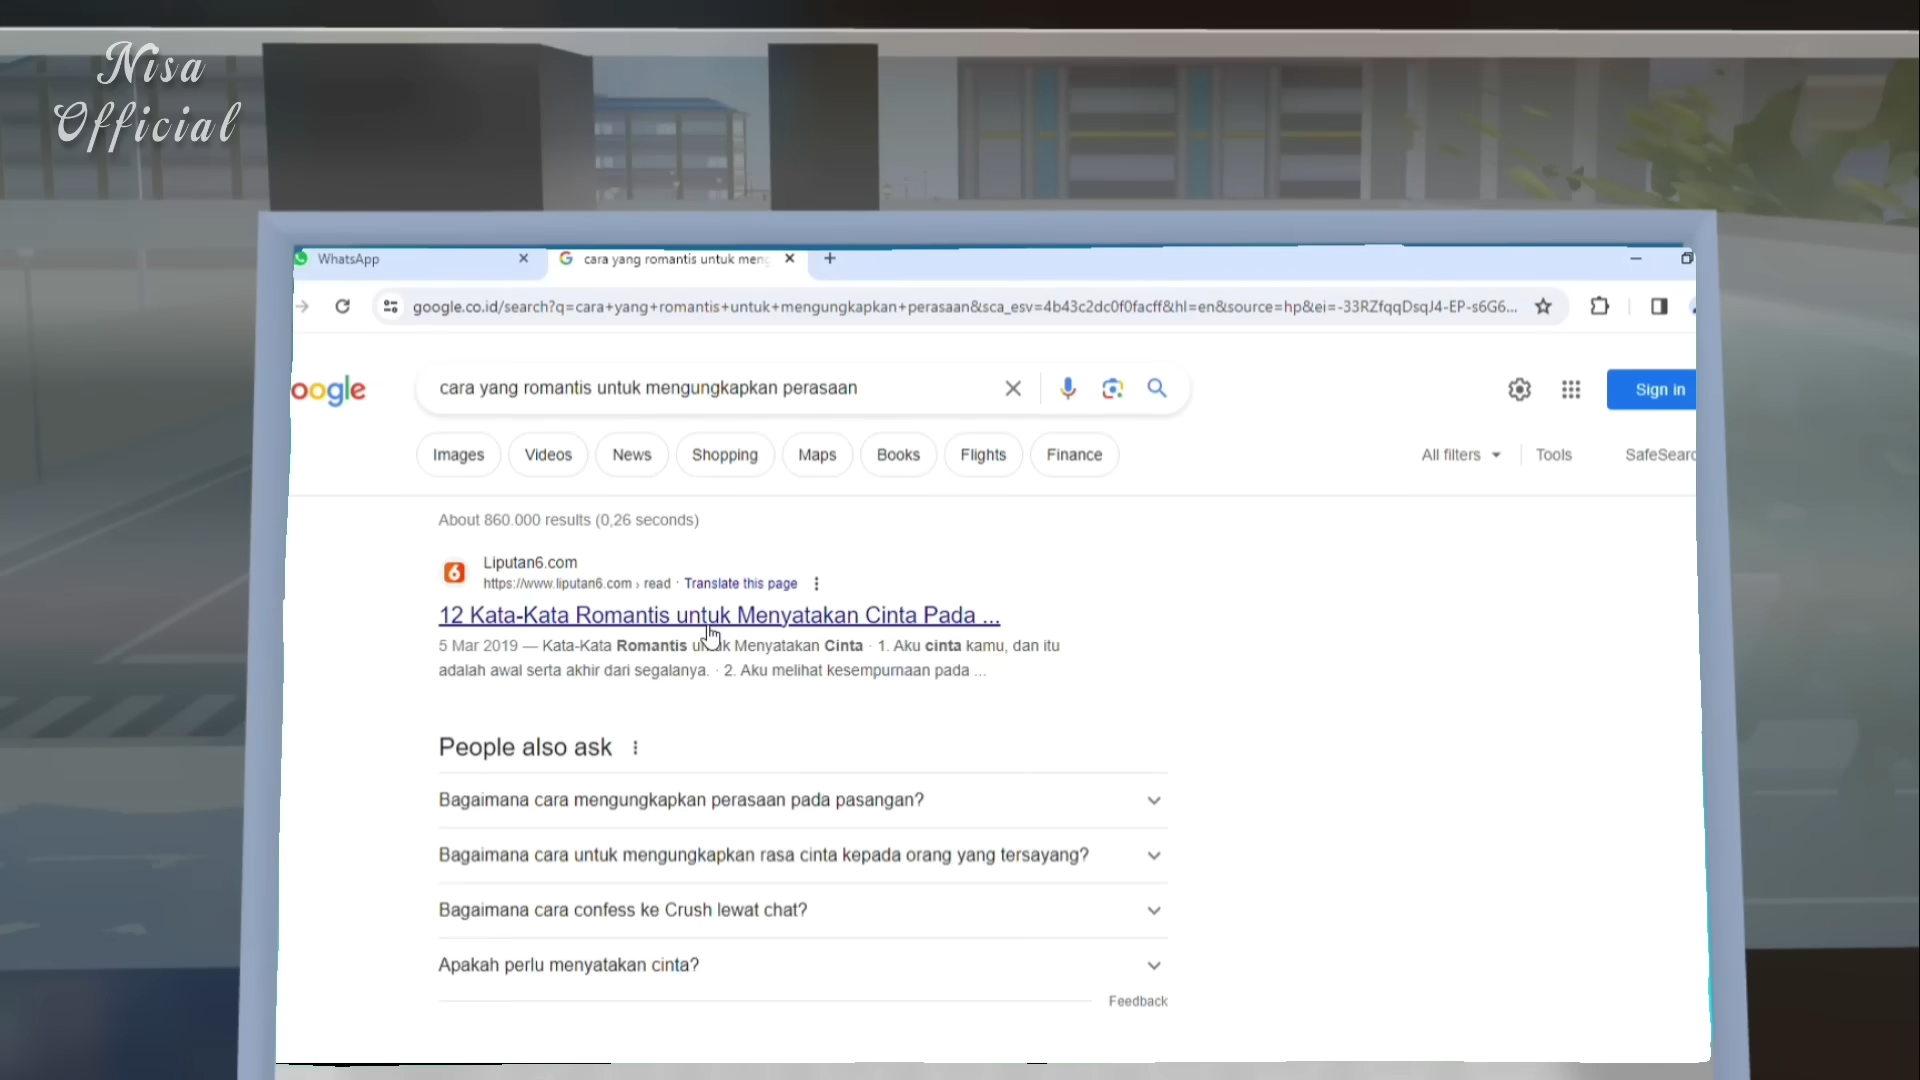 Nisa
Official
WhatsApp
cara yang romantis untuk meng
google.co.id/search?q=cara+yang+romantis+untuk+mengungkapkan+perasaan&sca_esv=4b43c2dc0f0facff&hl=en&source=hp&ei=-33RZfqqDsqJ4-EP-s6G6...
oogle
cara yang romantis untuk mengungkapkan perasaan
Sign in
Images
Videos
News
Shopping
Maps
Books
Flights
Finance
All filters
Tools
SafeSearc
About 860.000 results (0,26 seconds)
Liputan6.com
https://www.liputan6.com › read · Translate this page
12 Kata-Kata Romantis untuk Menyatakan Cinta Pada ...
5 Mar 2019 — Kata-Kata Romantis untuk Menyatakan Cinta · 1. Aku cinta kamu, dan itu
adalah awal serta akhir dari segalanya. · 2. Aku melihat kesempurnaan pada ...
People also ask
Bagaimana cara mengungkapkan perasaan pada pasangan?
Bagaimana cara untuk mengungkapkan rasa cinta kepada orang yang tersayang?
Bagaimana cara confess ke Crush lewat chat?
Apakah perlu menyatakan cinta?
Feedback